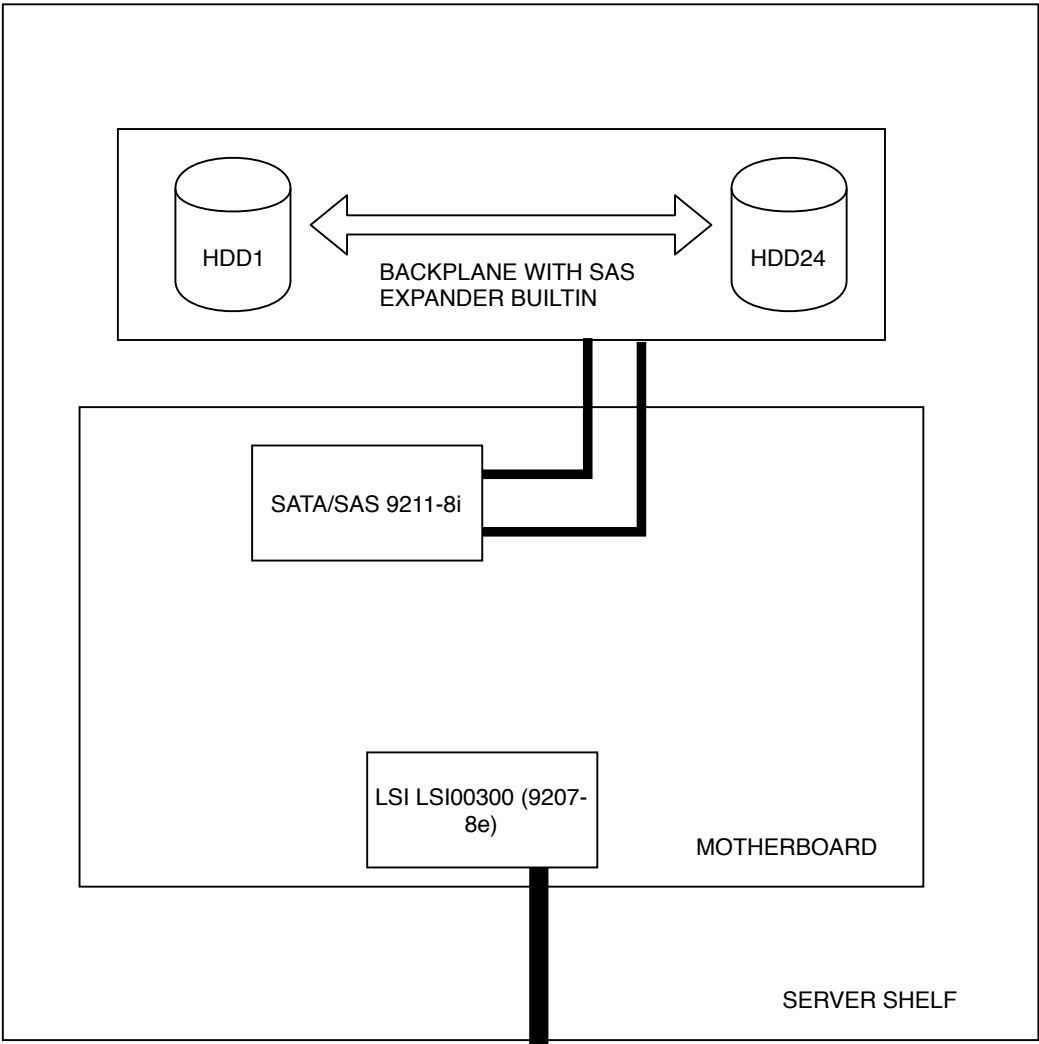 HDD1
HDD24
BACKPLANE WITH SAS
EXPANDER BUILTIN
SATA/SAS 9211-8i
LSI LSI00300 (9207-
8e)
MOTHERBOARD
SERVER SHELF